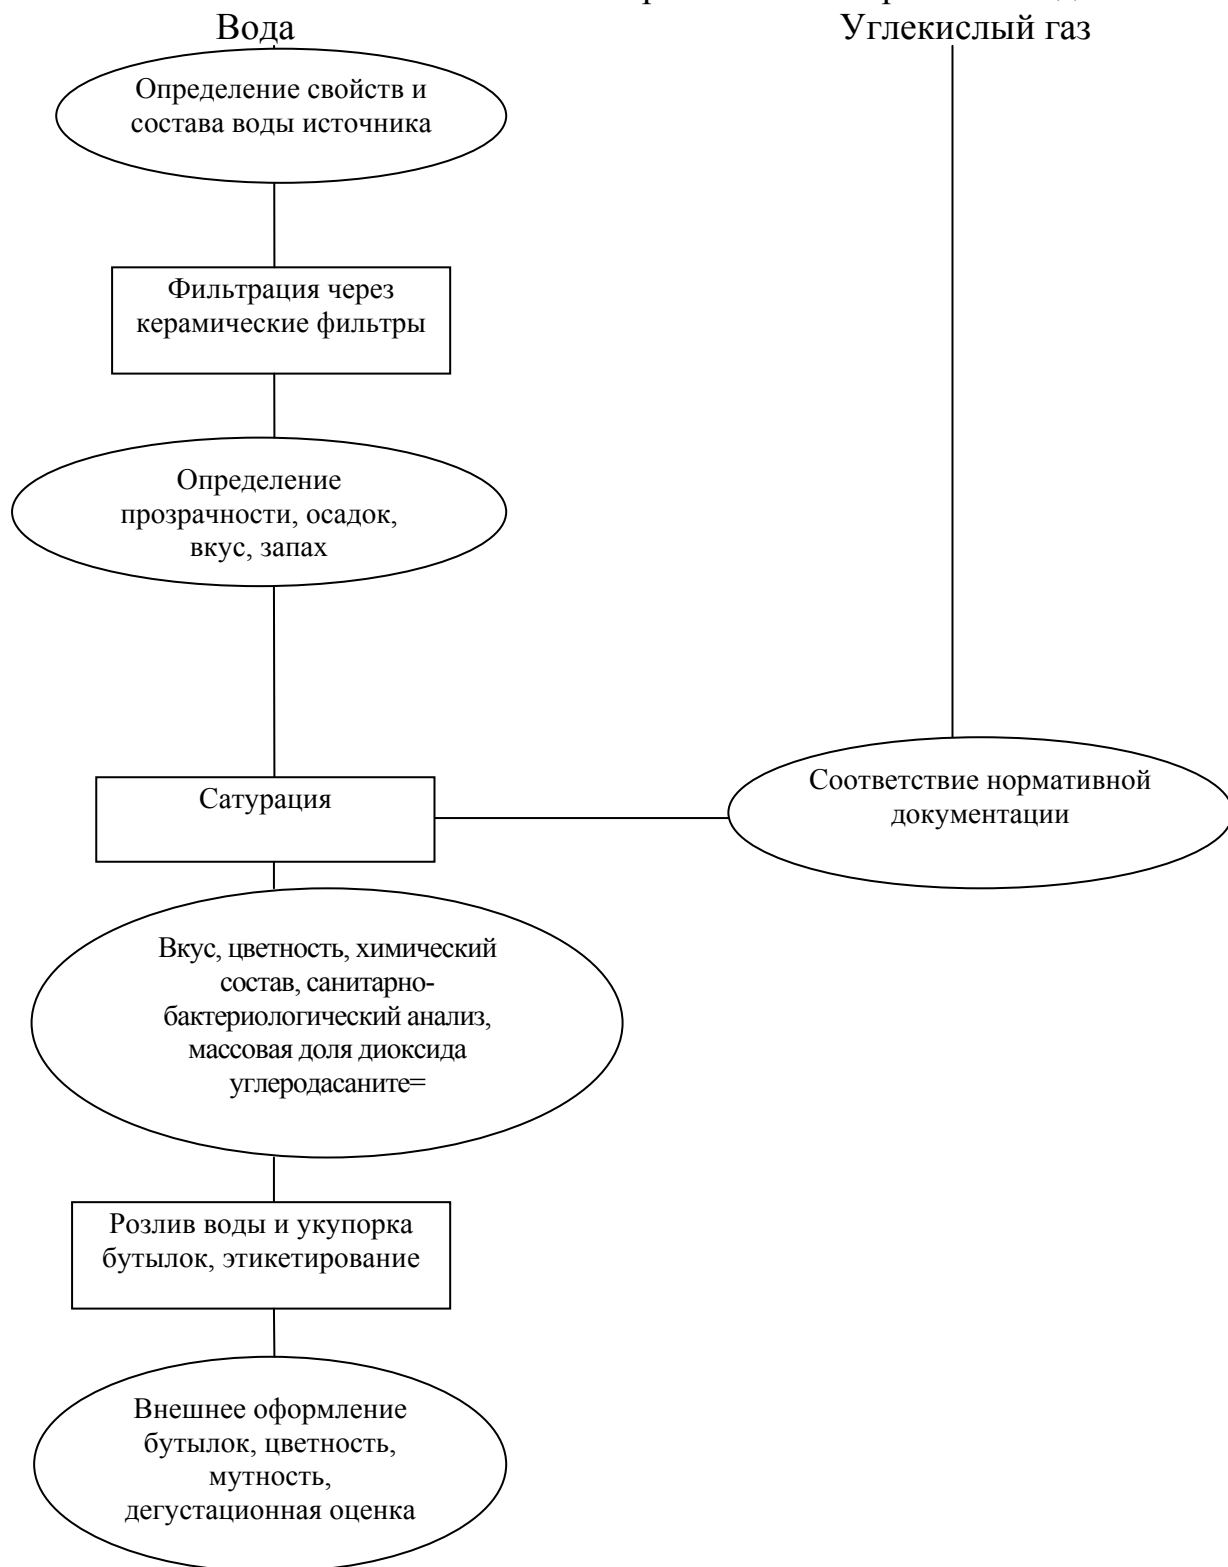 Вода
Углекислый газ
Определение свойств и
состава воды источника
Фильтрация через
керамические фильтры
Определение
прозрачности, осадок,
вкус, запах
Сатурация
Соответствие нормативной
документации
Вкус, цветность, химический
состав, санитарно-
бактериологический анализ,
массовая доля диоксида
углеродасаните=
Розлив воды и укупорка
бутылок, этикетирование
Внешнее оформление
бутылок, цветность,
мутность,
дегустационная оценка